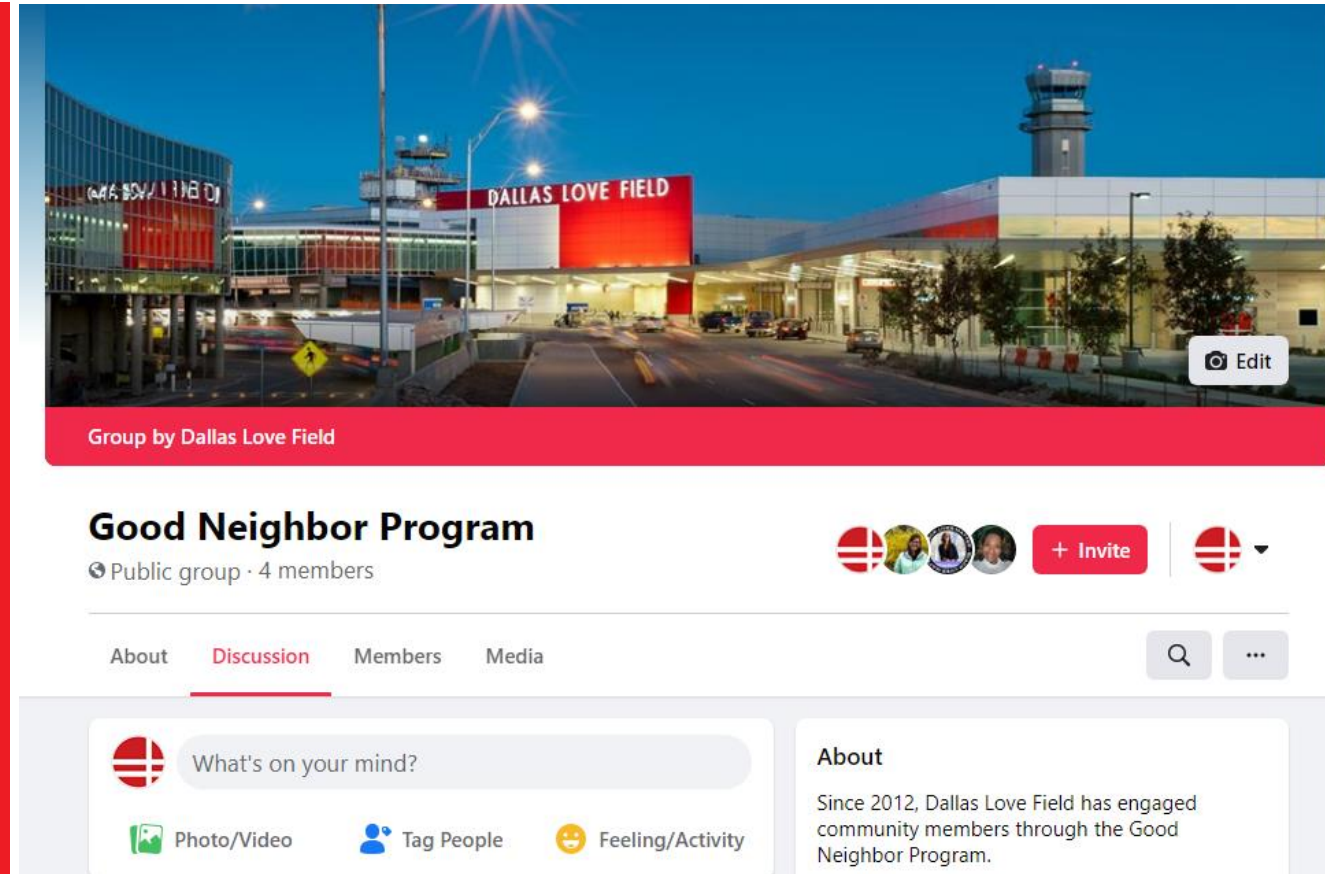 DALLAS LOVE FIELD
Edit
Group by Dallas Love Field
Good Neighbor Program
Public group · 4 members
+ Invite
About Discussion Members Media
What's on your mind?
Photo/Video Tag People Feeling/Activity
About
Since 2012, Dallas Love Field has engaged
community members through the Good
Neighbor Program.